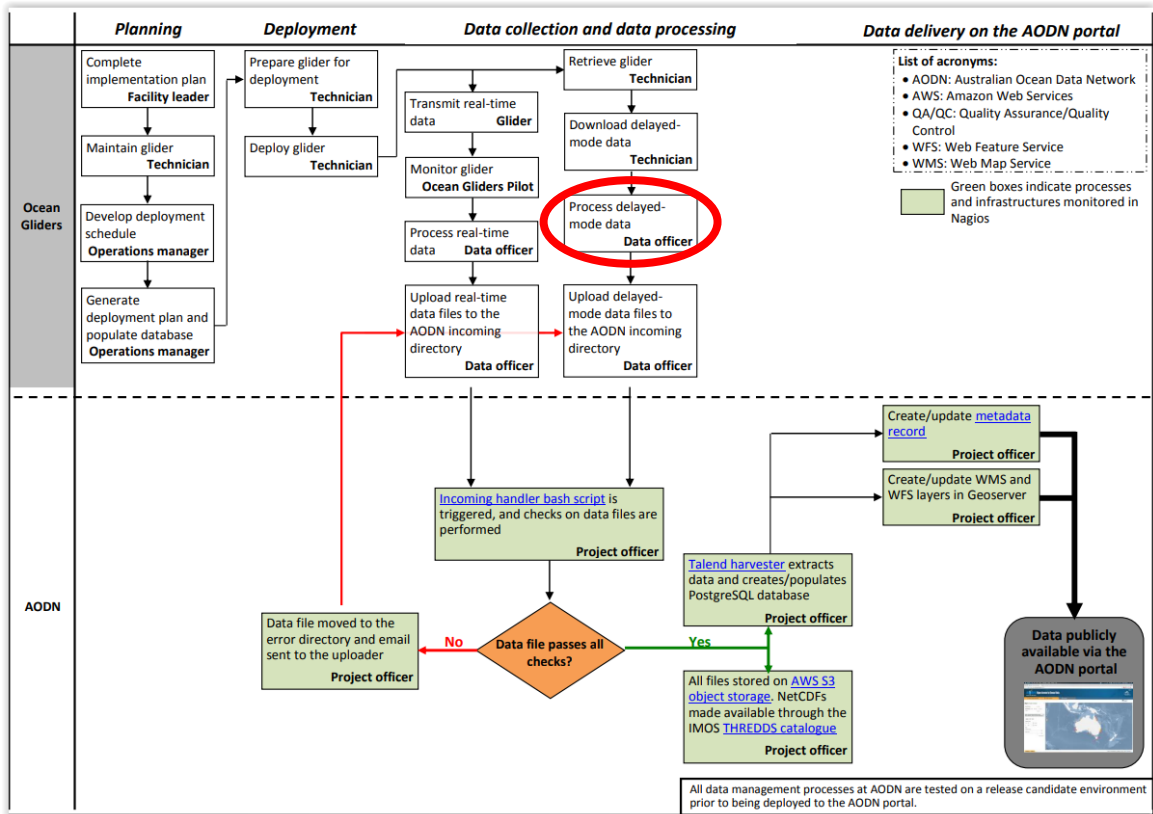 Planning
Deployment
Data collection and data processing
Data delivery on the AODN portal
Ocean
Gliders
Complete
implementation plan
Facility leader
Maintain glider
Technician
Develop deployment
schedule
Operations manager
Generate
deployment plan and
populate database
Operations manager
Prepare glider for
deployment
Technician
Deploy glider
Technician
Transmit real-time
data Glider
Monitor glider
Ocean Gliders Pilot
Process real-time
data Data officer
Upload real-time
data files to the
AODN incoming
directory
Data officer
Retrieve glider
Technician
Download delayed-
mode data
Technician
Process delayed-
mode data
Data officer
Upload delayed-
mode data files to
the AODN incoming
directory
Data officer
List of acronyms:
• AODN: Australian Ocean Data Network
• AWS: Amazon Web Services
• QA/QC: Quality Assurance/Quality
Control
• WFS: Web Feature Service
• WMS: Web Map Service
Green boxes indicate processes
and infrastructures monitored in
Nagios
AODN
Incoming handler bash script is
triggered, and checks on data files are
performed
Project officer
Data file passes all
checks?
No
Yes
Data file moved to the
error directory and email
sent to the uploader
Project officer
Talend harvester extracts
data and creates/populates
PostgreSQL database
Project officer
All files stored on AWS S3
object storage. NetCDFs
made available through the
IMOS THREDDS catalogue
Project officer
Create/update metadata
record
Project officer
Create/update WMS and
WFS layers in Geoserver
Project officer
Data publicly
available via the
AODN portal
All data management processes at AODN are tested on a release candidate environment
prior to being deployed to the AODN portal.